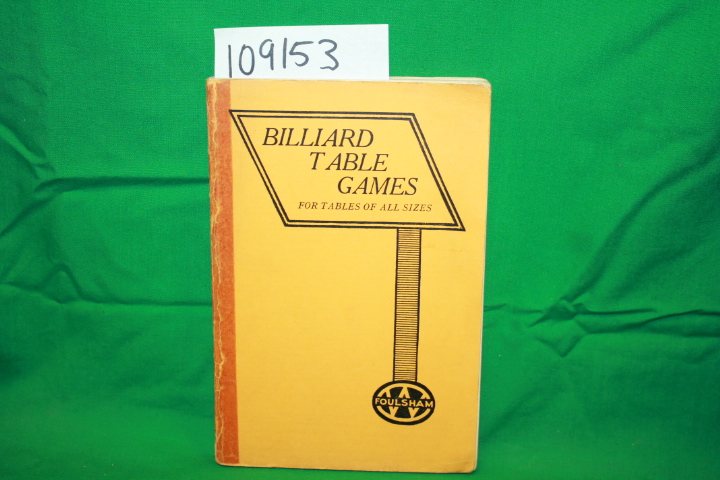 109153
BILLIARD
TABLE
GAMES
FOR TABLES OF ALL SIZES
FOULSHAM